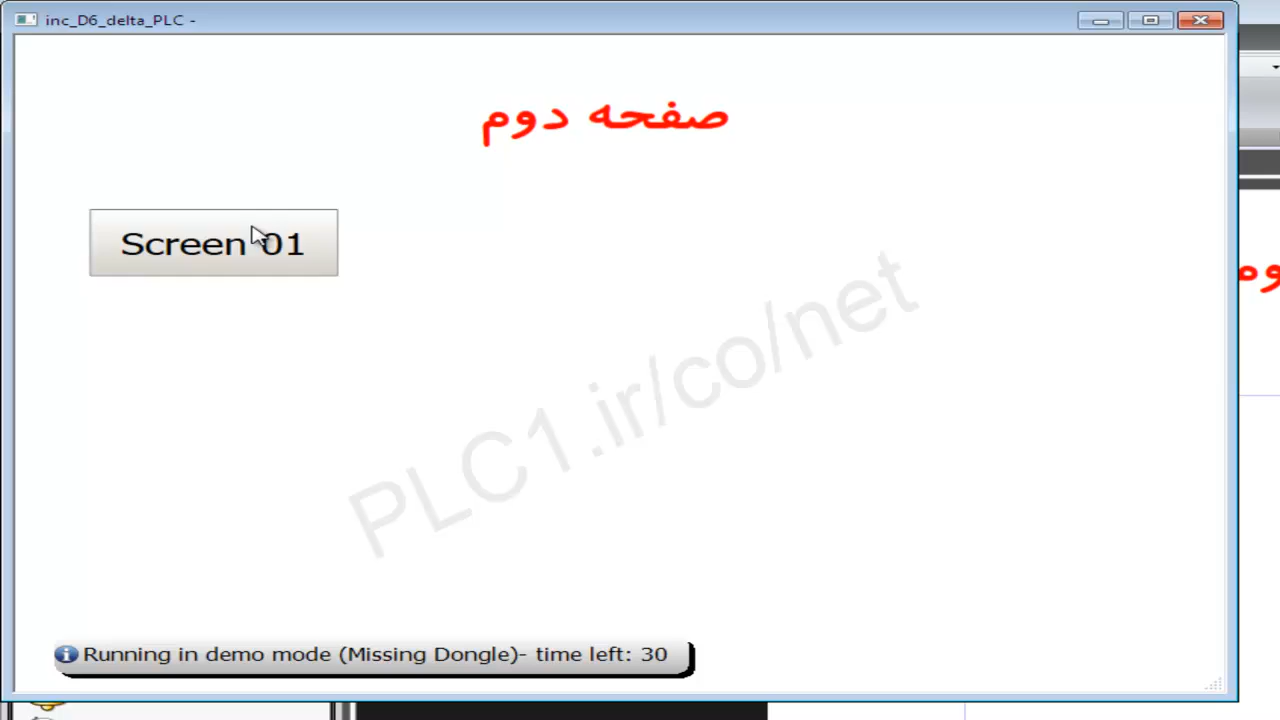 inc_D6_delta_PLC -
صفحه دوم
Screen 01
PLC1.ir/co/net
Running in demo mode (Missing Dongle)- time left: 30